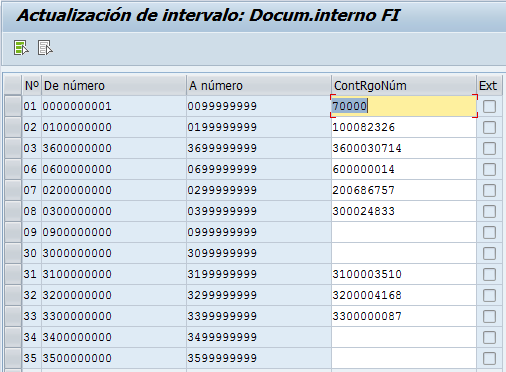 Actualización de intervalo: Docum.interno FI
Nº De número A número ContRgoNúm Ext
01 0000000001 0099999999 70000
02 0100000000 0199999999 100082326
03 3600000000 3699999999 3600030714
06 0600000000 0699999999 600000014
07 0200000000 0299999999 200686757
08 0300000000 0399999999 300024833
09 0900000000 0999999999
30 3000000000 3099999999
31 3100000000 3199999999 3100003510
32 3200000000 3299999999 3200004168
33 3300000000 3399999999 3300000087
34 3400000000 3499999999
35 3500000000 3599999999